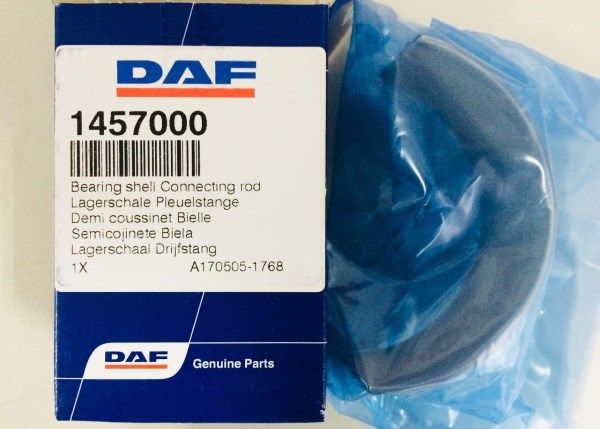 DAF
1457000
Bearing shell Connecting rod
Lagerschale Pleuelstange
Demi coussinet Bielle
Semicojinete Biela
Lagerschaal Drijfstang
1X A170505-1768
DAF Genuine Parts